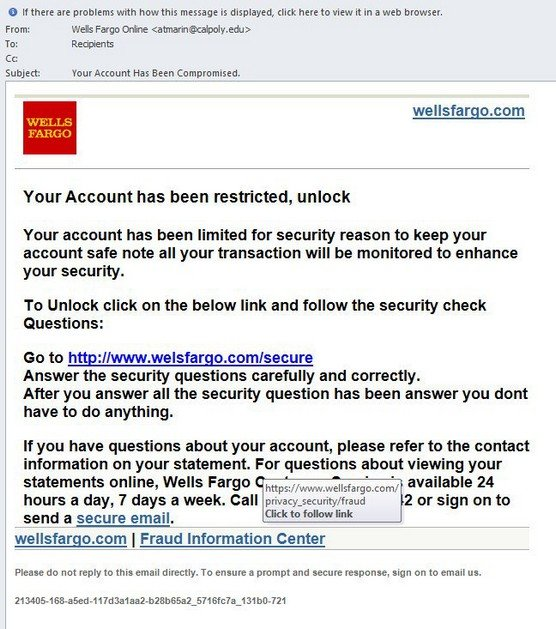 If there are problems with how this message is displayed, click here to view it in a web browser.
From: Wells Fargo Online <atmarin@calpoly.edu>
To: Recipients
Cc:
Subject: Your Account Has Been Compromised.
WELLS
FARGO
wellsfargo.com
Your Account has been restricted, unlock
Your account has been limited for security reason to keep your
account safe note all your transaction will be monitored to enhance
your security.
To Unlock click on the below link and follow the security check
Questions:
Go to http://www.welsfargo.com/secure
Answer the security questions carefully and correctly.
After you answer all the security question has been answer you dont
have to do anything.
If you have questions about your account, please refer to the contact
information on your statement. For questions about viewing your
statements online, Wells Fargo available 24
hours a day, 7 days a week. Call 2 or sign on to
send a secure email.
https://www.wellsfargo.com/
privacy_security/fraud
Click to follow link
wellsfargo.com | Fraud Information Center
Please do not reply to this email directly. To ensure a prompt and secure response, sign on to email us.
213405-168-a5ed-117d3a1aa2-b28b65a2_5716fc7a_131b0-721